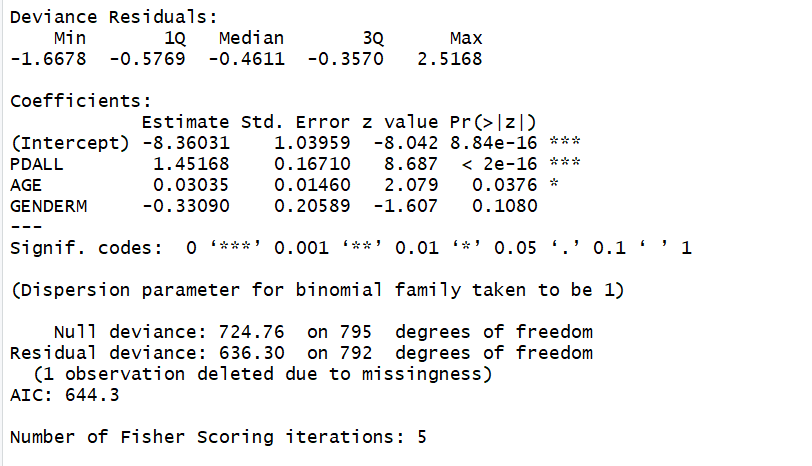 Deviance Residuals:
    Min       1Q   Median       3Q      Max
-1.6678  -0.5769  -0.4611  -0.3570   2.5168

Coefficients:
            Estimate Std. Error z value Pr(>|z|)
(Intercept) -8.36031    1.03959  -8.042 8.84e-16 ***
PDALL        1.45168    0.16710   8.687  < 2e-16 ***
AGE          0.03035    0.01460   2.079   0.0376 *
GENDERM     -0.33090    0.20589  -1.607   0.1080
---
Signif. codes:  0 ‘***’ 0.001 ‘**’ 0.01 ‘*’ 0.05 ‘.’ 0.1 ‘ ’ 1

(Dispersion parameter for binomial family taken to be 1)

    Null deviance: 724.76  on 795  degrees of freedom
Residual deviance: 636.30  on 792  degrees of freedom
  (1 observation deleted due to missingness)
AIC: 644.3

Number of Fisher Scoring iterations: 5